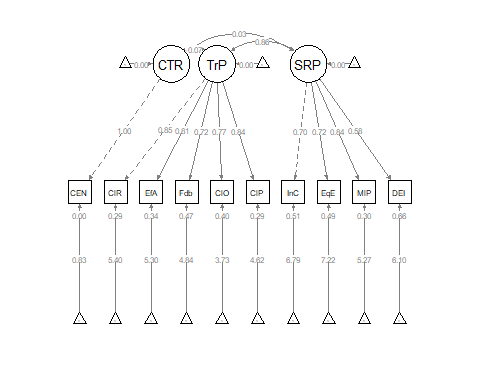 0.03
0.07 0.86
0.00 CTR TrP 0.00 SRP 0.00
1.00 0.85 0.81 0.72 0.77 0.84 0.70 0.72 0.84 0.58
CEN CIR EfA Fdb CIO CIP InC EqE MIP DEI
0.00 0.29 0.34 0.47 0.40 0.29 0.51 0.49 0.30 0.66
0.83 5.40 5.30 4.84 3.73 4.62 6.79 7.22 5.27 6.10